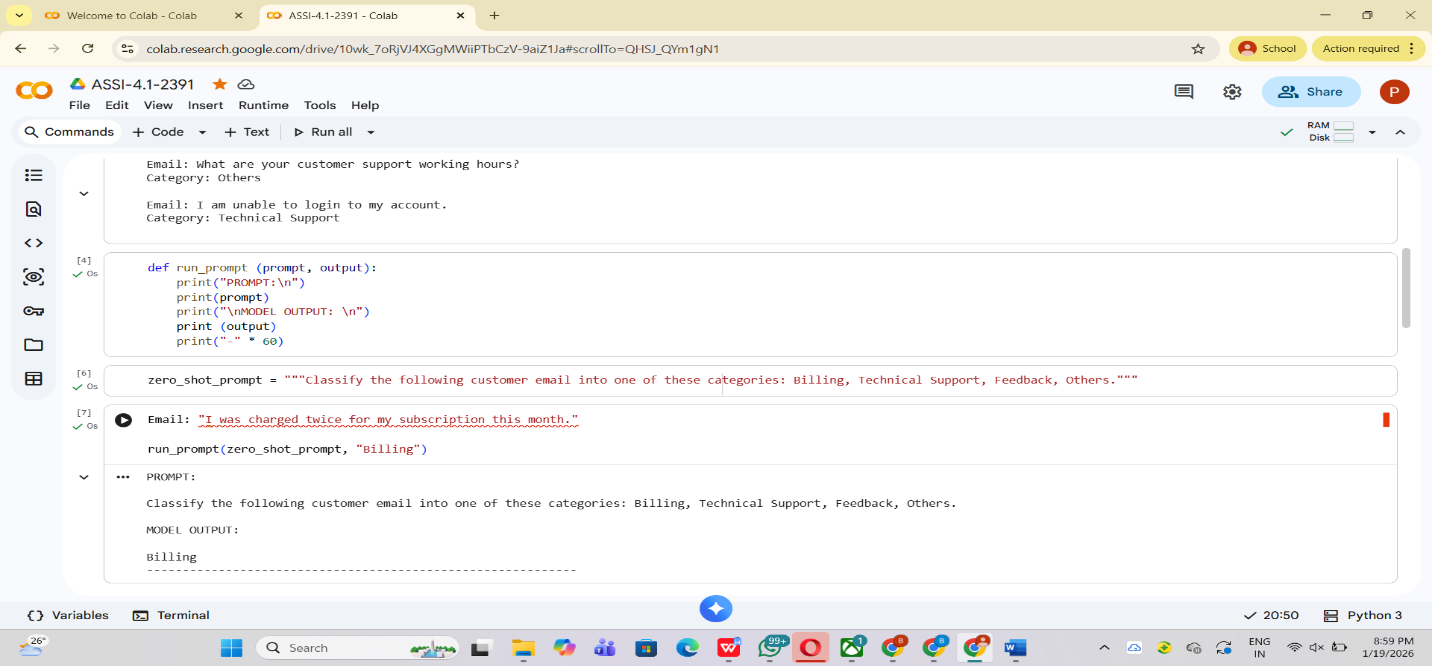 Welcome to Colab - Colab
ASSI-4.1-2391 - Colab
colab.research.google.com/drive/10wk_7oRjVJ4XGgMWiiPTbCzV-9aiZ1Ja#scrollTo=QHSJ_QYm1gN1
School
Action required
ASSI-4.1-2391
File Edit View Insert Runtime Tools Help
Share
P
Commands + Code + Text Run all
RAM
Disk
Email: What are your customer support working hours?
Category: Others
Email: I am unable to login to my account.
Category: Technical Support
[4]
0s
def run_prompt (prompt, output):
print("PROMPT:\n")
print(prompt)
print("\nMODEL OUTPUT: \n")
print (output)
print("-" * 60)
[6]
0s
zero_shot_prompt = """Classify the following customer email into one of these categories: Billing, Technical Support, Feedback, Others."""
[7]
0s
Email: "I was charged twice for my subscription this month."
run_prompt(zero_shot_prompt, "Billing")
PROMPT:
Classify the following customer email into one of these categories: Billing, Technical Support, Feedback, Others.
MODEL OUTPUT:
Billing
------------------------------------------------------------
Variables Terminal
20:50 Python 3
26°
Search
99+
1
B
B
ENG
IN
8:59 PM
1/19/2026